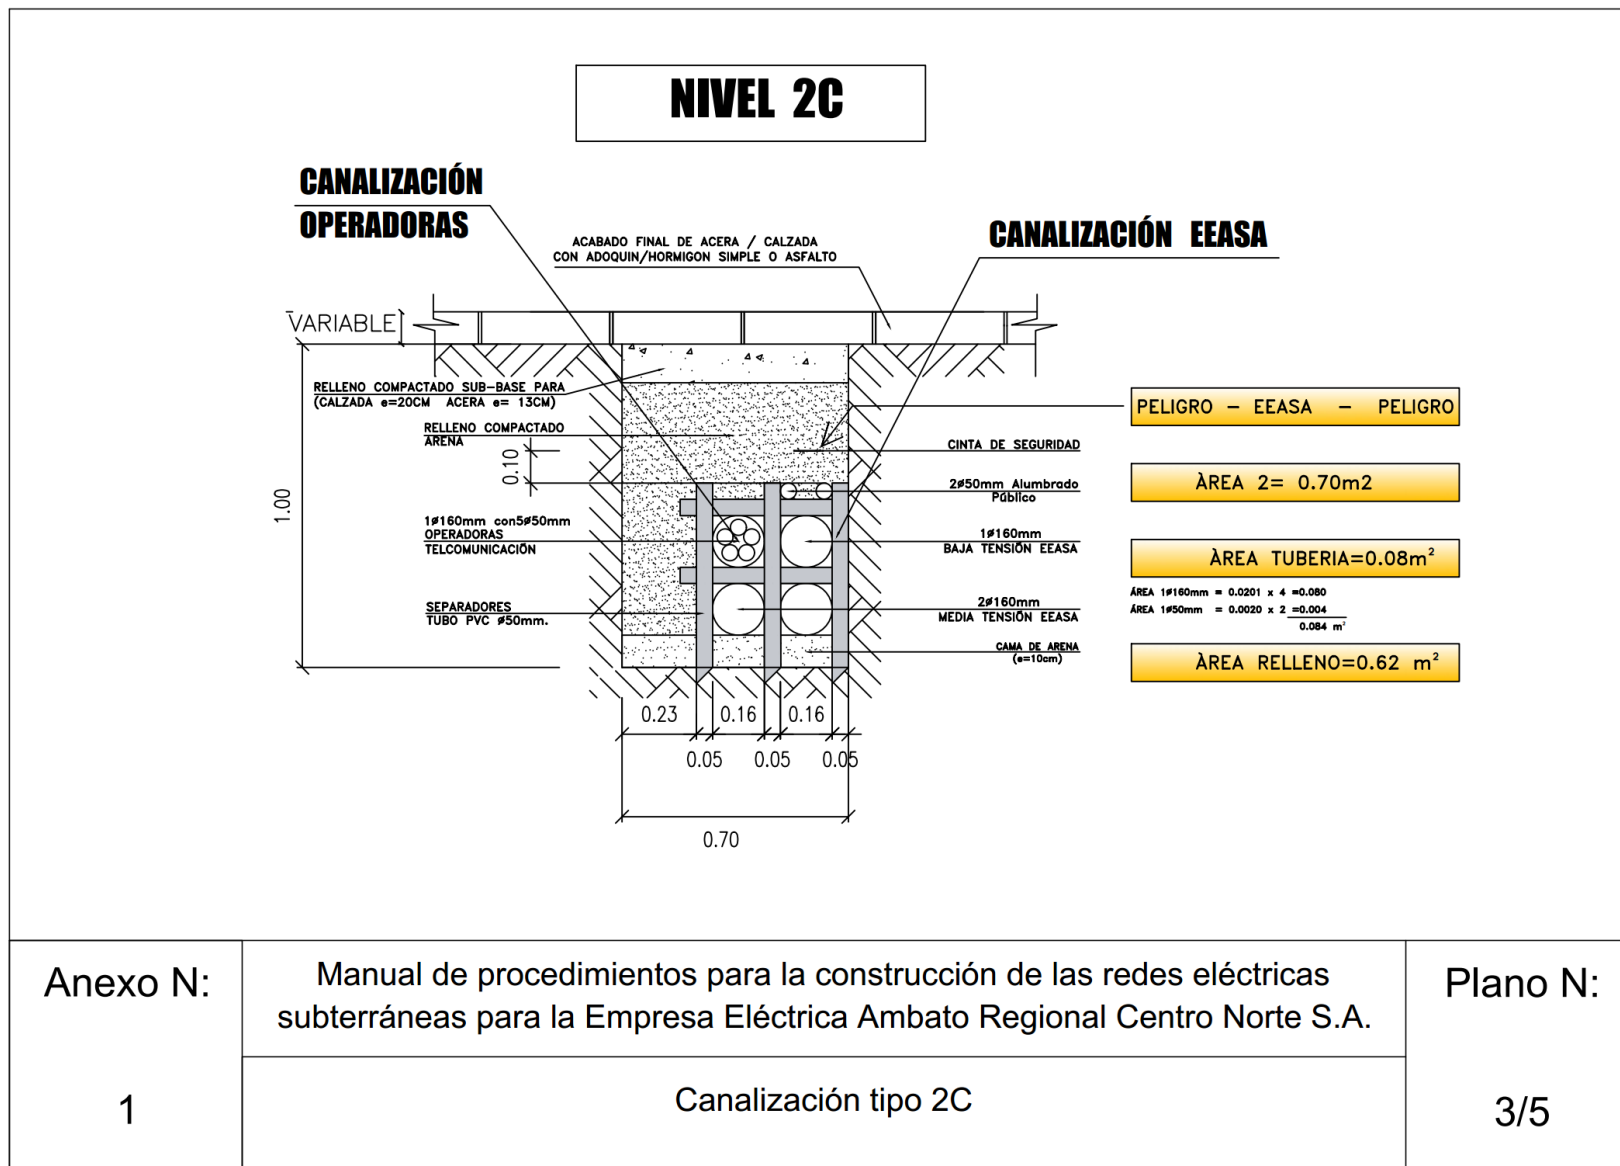 NIVEL 2C
CANALIZACIÓN
OPERADORAS
CANALIZACIÓN EEASA
ACABADO FINAL DE ACERA / CALZADA
CON ADOQUIN/HORMIGON SIMPLE O ASFALTO
VARIABLE
RELLENO COMPACTADO SUB-BASE PARA
(CALZADA e=20CM ACERA e= 13CM)
RELLENO COMPACTADO
ARENA
0.10
1.00
1ø160mm con5ø50mm
OPERADORAS
TELCOMUNICACIÓN
SEPARADORES
TUBO PVC ø50mm.
PELIGRO - EEASA - PELIGRO
CINTA DE SEGURIDAD
ÀREA 2= 0.70m2
2ø50mm Alumbrado
Público
1ø160mm
BAJA TENSIÓN EEASA
ÀREA TUBERIA=0.08m²
ÁREA 1ø160mm = 0.0201 x 4 =0.080
ÁREA 1ø50mm = 0.0020 x 2 =0.004
0.084 m²
2ø160mm
MEDIA TENSIÓN EEASA
CAMA DE ARENA
(e=10cm)
ÀREA RELLENO=0.62 m²
0.23
0.16
0.16
0.05
0.05
0.05
0.70
Anexo N:
1
Manual de procedimientos para la construcción de las redes eléctricas
subterráneas para la Empresa Eléctrica Ambato Regional Centro Norte S.A.
Canalización tipo 2C
Plano N:
3/5